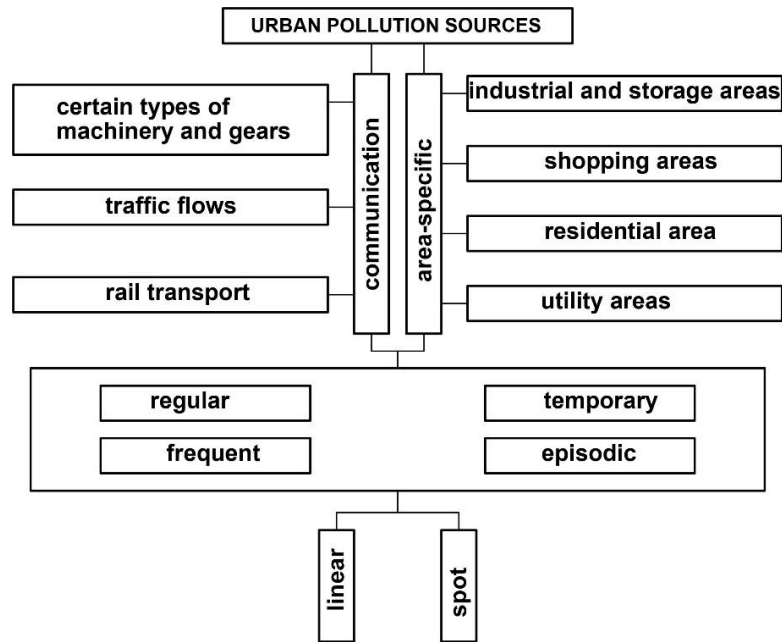 URBAN POLLUTION SOURCES
certain types of
machinery and gears
traffic flows
rail transport
communication
area-specific
industrial and storage areas
shopping areas
residential area
utility areas
regular
temporary
frequent
episodic
linear
spot